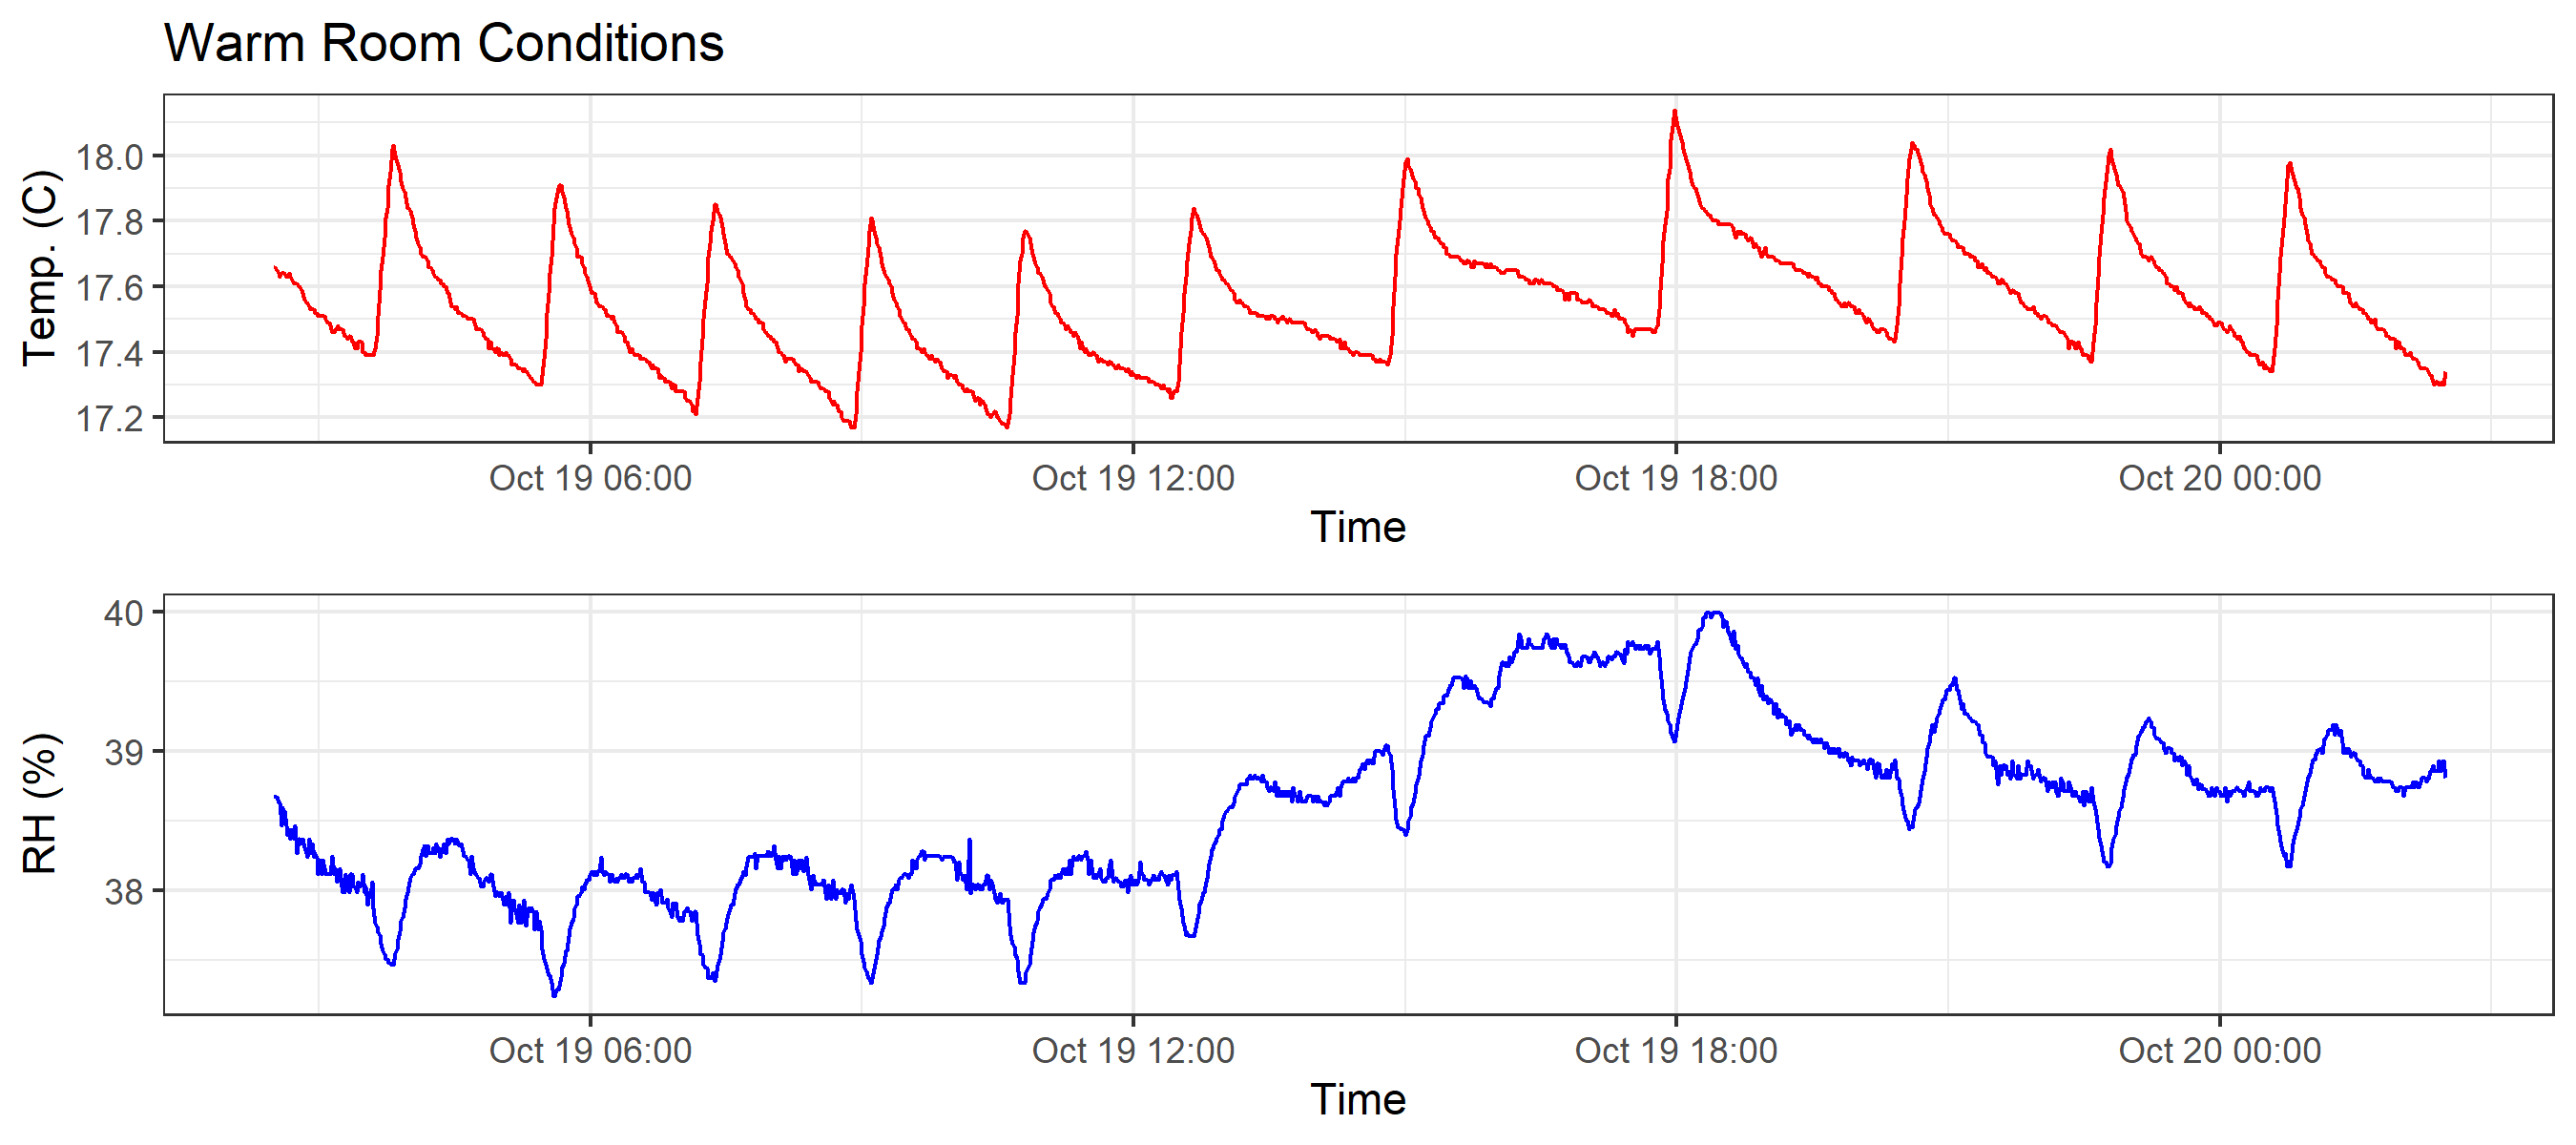 Warm Room Conditions
Temp. (C)
18.0
17.8
17.6
17.4
17.2
Oct 19 06:00 Oct 19 12:00 Oct 19 18:00 Oct 20 00:00
Time
RH (%)
40
39
38
Oct 19 06:00 Oct 19 12:00 Oct 19 18:00 Oct 20 00:00
Time